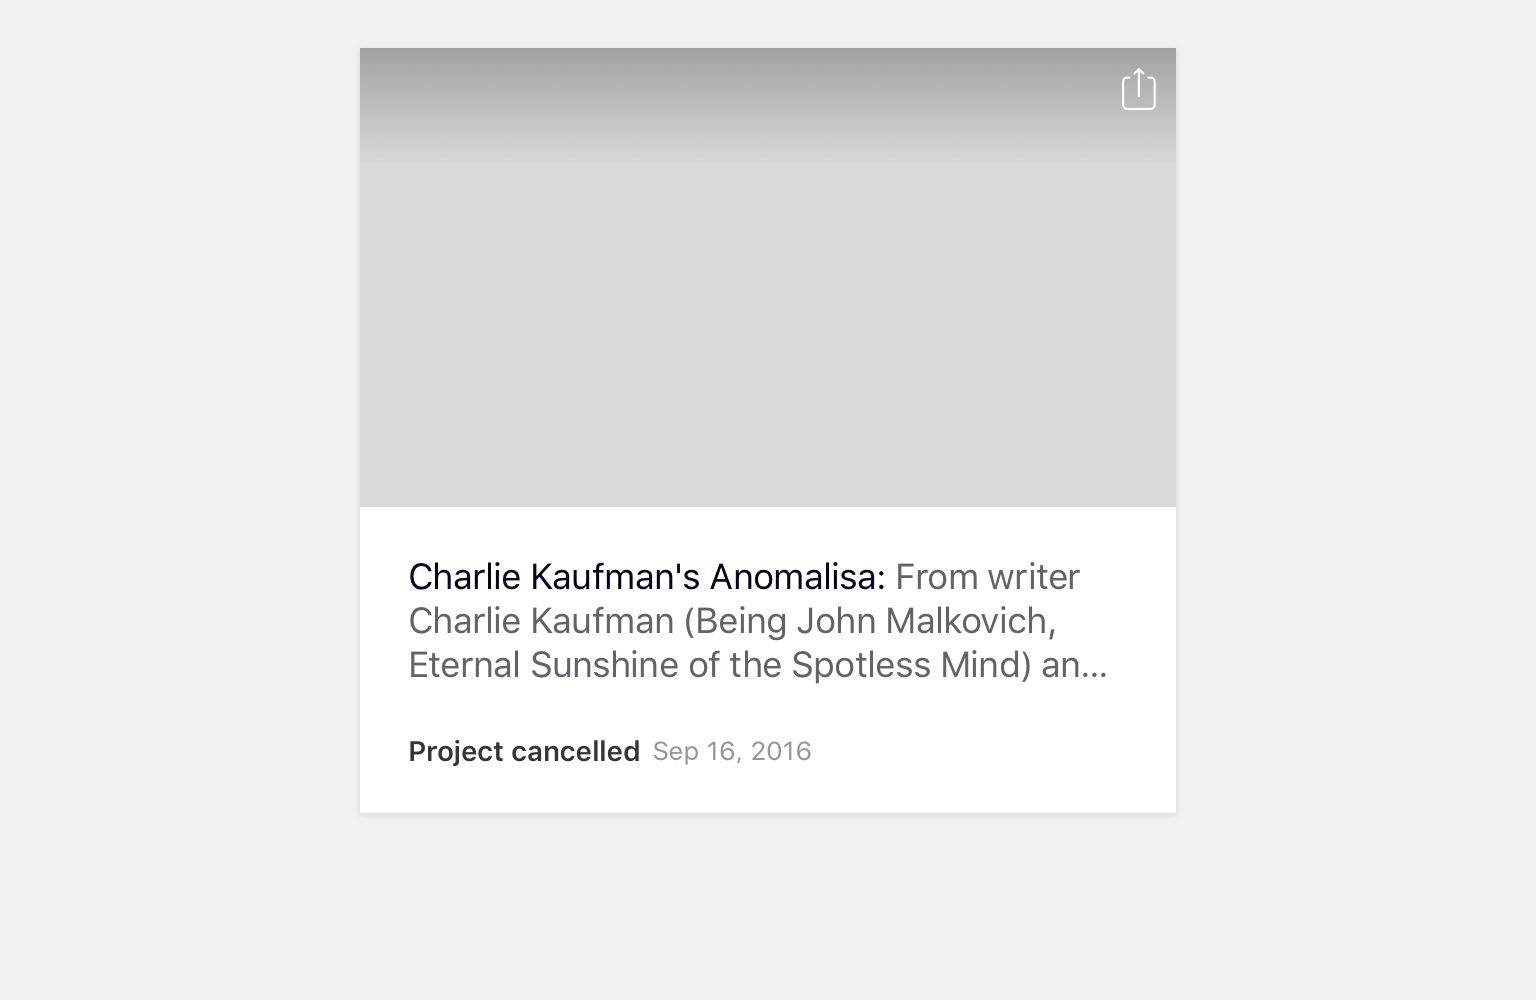 Charlie Kaufman's Anomalisa: From writer
Charlie Kaufman (Being John Malkovich,
Eternal Sunshine of the Spotless Mind) an...
Project cancelled Sep 16, 2016